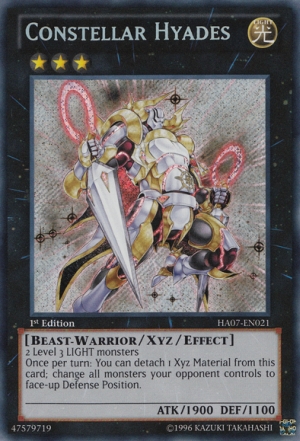 CONSTELLAR HYADES
LIGHT
光
HA07-EN021
1st Edition
[BEAST-WARRIOR/XYZ/EFFECT]
2 Level 3 LIGHT monsters
Once per turn: You can detach 1 Xyz Material from this
card; change all monsters your opponent controls to
face-up Defense Position.
ATK/1900 DEF/1100
47579719
©1996 KAZUKI TAKAHASHI